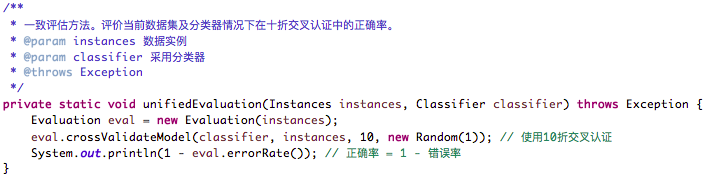 /**
 * 一致评估方法。评价当前数据集及分类器情况下在十折交叉认证中的正确率。
 * @param instances 数据实例
 * @param classifier 采用分类器
 * @throws Exception
 */
private static void unifiedEvaluation(Instances instances, Classifier classifier) throws Exception {
    Evaluation eval = new Evaluation(instances);
    eval.crossValidateModel(classifier, instances, 10, new Random(1)); // 使用10折交叉认证
    System.out.println(1 - eval.errorRate()); // 正确率 = 1 - 错误率
}